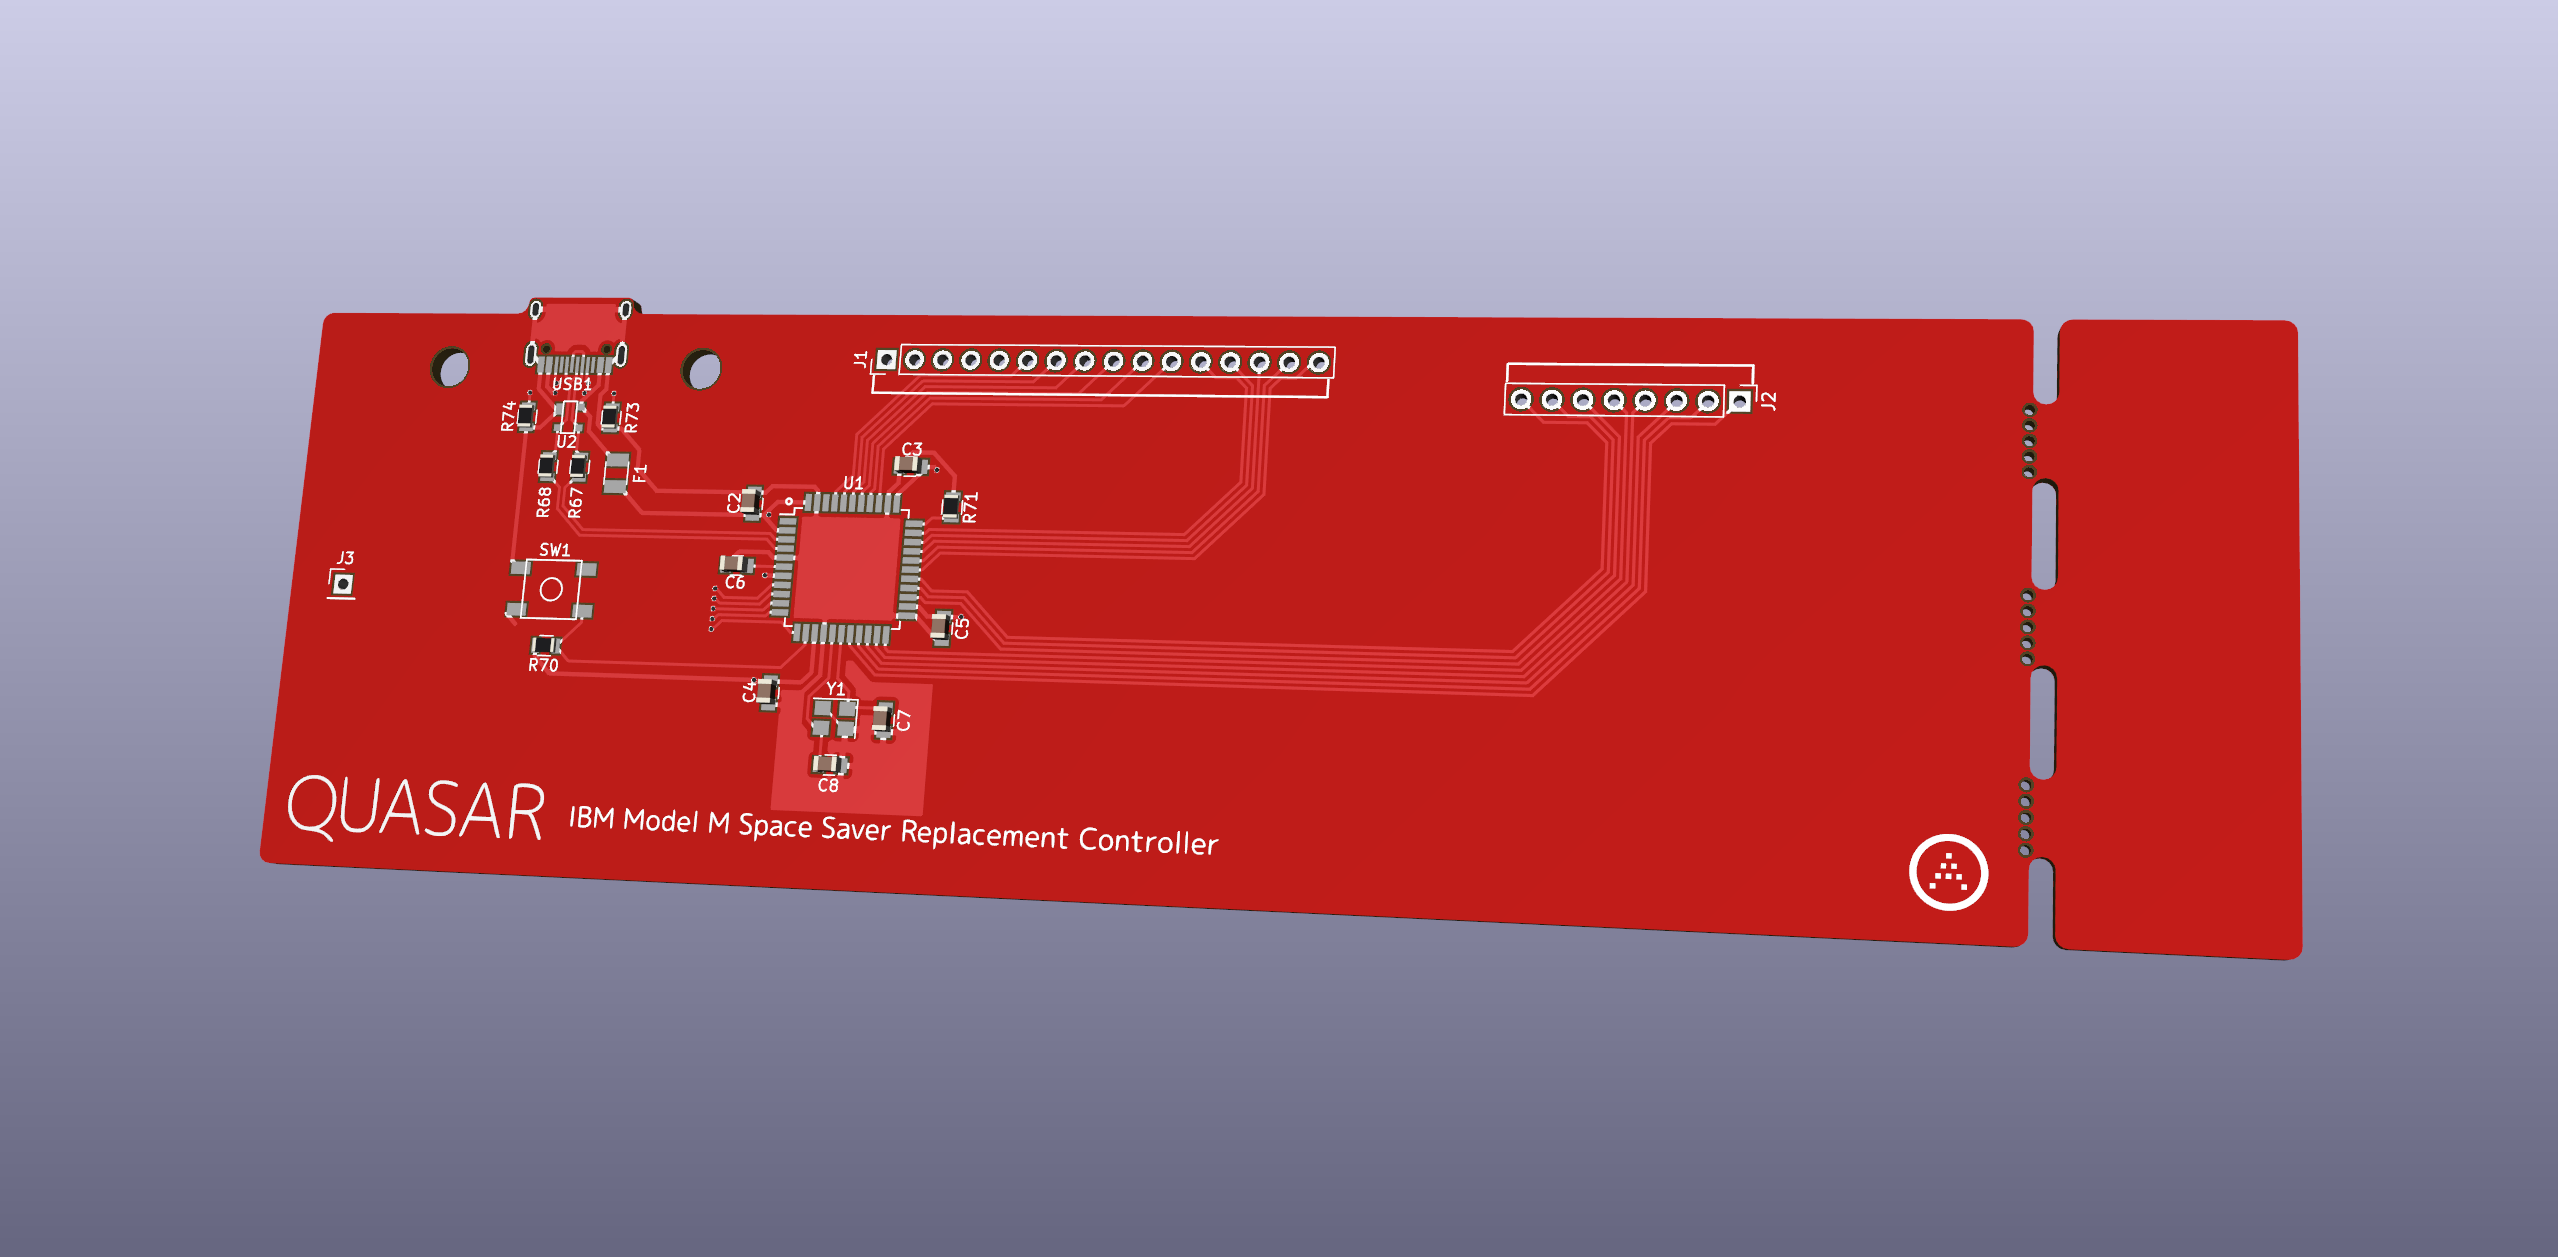 J1
USB1
J2
R74
R73
U2
C3
F1
U1
R68
R67
C2
R71
SW1
J3
C6
C5
R70
C4
Y1
C7
C8
QUASAR IBM Model M Space Saver Replacement Controller